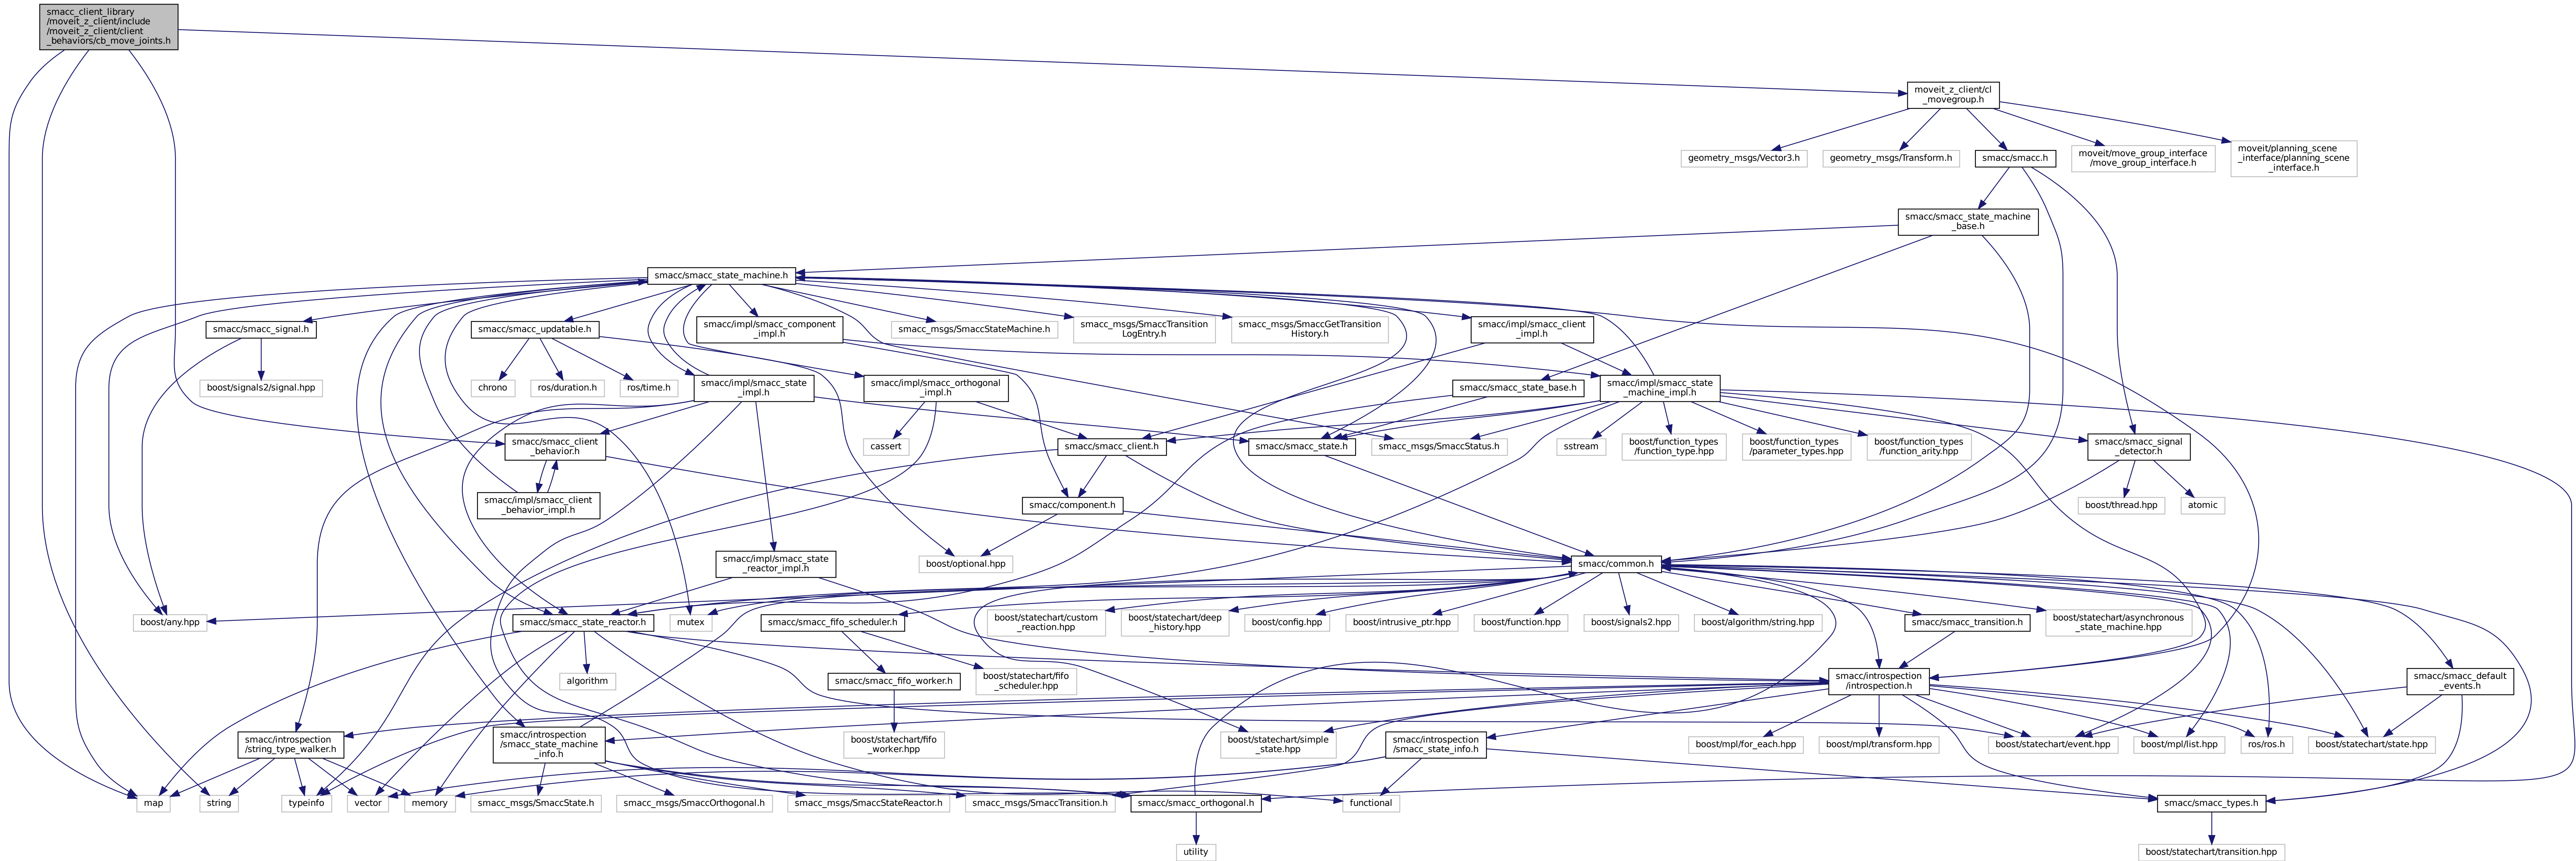 smacc_client_library
/moveit_z_client/include
/moveit_z_client/client
_behaviors/cb_move_joints.h
moveit_z_client/cl
_movegroup.h
geometry_msgs/Vector3.h
geometry_msgs/Transform.h
smacc/smacc.h
moveit/move_group_interface
/move_group_interface.h
moveit/planning_scene
_interface/planning_scene
_interface.h
smacc/smacc_state_machine
_base.h
smacc/smacc_state_machine.h
smacc/smacc_signal.h
smacc/smacc_updatable.h
smacc/impl/smacc_component
_impl.h
smacc_msgs/SmaccStateMachine.h
smacc_msgs/SmaccTransition
LogEntry.h
smacc_msgs/SmaccGetTransition
History.h
smacc/impl/smacc_client
_impl.h
boost/signals2/signal.hpp
chrono
ros/duration.h
ros/time.h
smacc/impl/smacc_state
_impl.h
smacc/impl/smacc_orthogonal
_impl.h
smacc/smacc_state_base.h
smacc/impl/smacc_state
_machine_impl.h
smacc/smacc_client
_behavior.h
cassert
smacc/smacc_client.h
smacc/smacc_state.h
smacc_msgs/SmaccStatus.h
sstream
boost/function_types
/function_type.hpp
boost/function_types
/parameter_types.hpp
boost/function_types
/function_arity.hpp
smacc/smacc_signal
_detector.h
smacc/impl/smacc_client
_behavior_impl.h
smacc/component.h
boost/thread.hpp
atomic
smacc/impl/smacc_state
_reactor_impl.h
boost/optional.hpp
smacc/common.h
boost/any.hpp
smacc/smacc_state_reactor.h
mutex
smacc/smacc_fifo_scheduler.h
boost/statechart/custom
_reaction.hpp
boost/statechart/deep
_history.hpp
boost/config.hpp
boost/intrusive_ptr.hpp
boost/function.hpp
boost/signals2.hpp
boost/algorithm/string.hpp
smacc/smacc_transition.h
boost/statechart/asynchronous
_state_machine.hpp
algorithm
smacc/smacc_fifo_worker.h
boost/statechart/fifo
_scheduler.hpp
smacc/introspection
/introspection.h
smacc/smacc_default
_events.h
smacc/introspection
/string_type_walker.h
smacc/introspection
/smacc_state_machine
_info.h
boost/statechart/fifo
_worker.hpp
boost/statechart/simple
_state.hpp
smacc/introspection
/smacc_state_info.h
boost/mpl/for_each.hpp
boost/mpl/transform.hpp
boost/statechart/event.hpp
boost/mpl/list.hpp
ros/ros.h
boost/statechart/state.hpp
map
string
typeinfo
vector
memory
smacc_msgs/SmaccState.h
smacc_msgs/SmaccOrthogonal.h
smacc_msgs/SmaccStateReactor.h
smacc_msgs/SmaccTransition.h
smacc/smacc_orthogonal.h
functional
smacc/smacc_types.h
utility
boost/statechart/transition.hpp